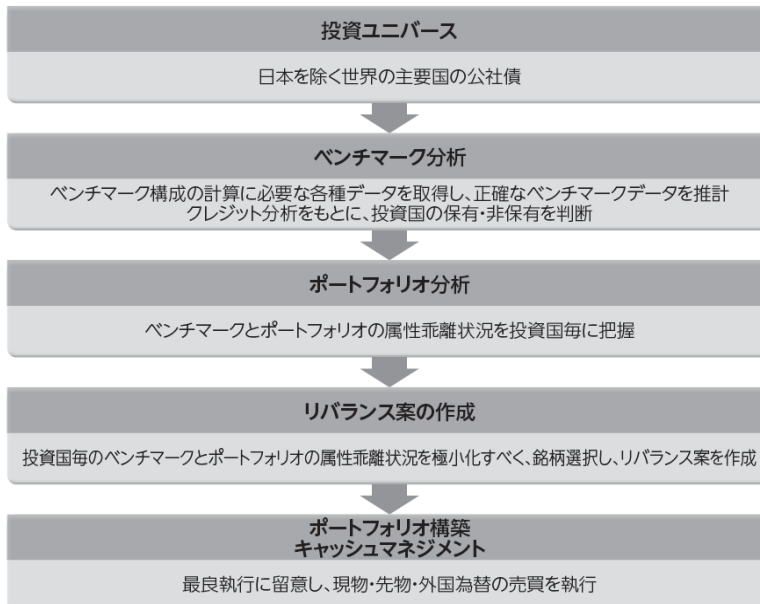 投資ユニバース
日本を除く世界の主要国の公社債
ベンチマーク分析
ベンチマーク構成の計算に必要な各種データを取得し、正確なベンチマークデータを推計
クレジット分析をもとに、投資国の保有・非保有を判断
ポートフォリオ分析
ベンチマークとポートフォリオの属性乖離状況を投資国毎に把握
リバランス案の作成
投資国毎のベンチマークとポートフォリオの属性乖離状況を極小化すべく、銘柄選択し、リバランス案を作成
ポートフォリオ構築
キャッシュマネジメント
最良執行に留意し、現物・先物・外国為替の売買を執行